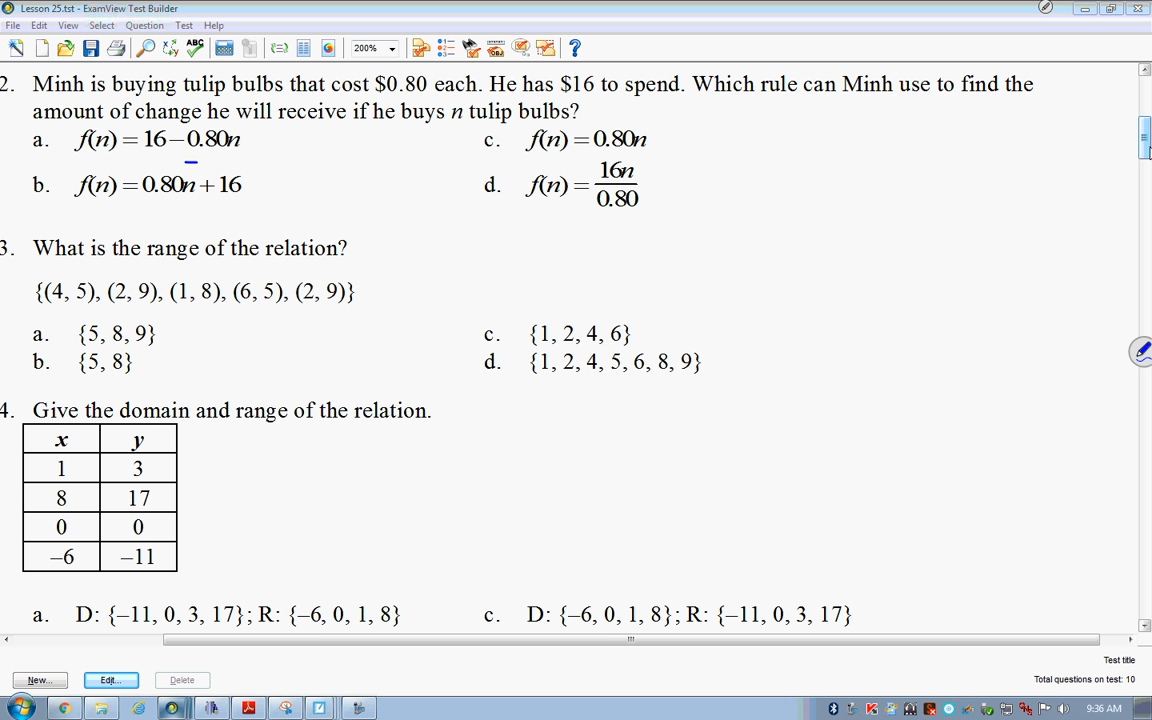 Lesson 25.tst - ExamView Test Builder
File Edit View Select Question Test Help
ABC 200% ?
2. Minh is buying tulip bulbs that cost $0.80 each. He has $16 to spend. Which rule can Minh use to find the
amount of change he will receive if he buys n tulip bulbs?
a. f(n) = 16 – 0.80n c. f(n) = 0.80n
b. f(n) = 0.80n + 16 d. f(n) = 16n/0.80
3. What is the range of the relation?
{(4, 5), (2, 9), (1, 8), (6, 5), (2, 9)}
a. {5, 8, 9} c. {1, 2, 4, 6}
b. {5, 8} d. {1, 2, 4, 5, 6, 8, 9}
4. Give the domain and range of the relation.
x y
1 3
8 17
0 0
–6 –11
a. D: {–11, 0, 3, 17}; R: {–6, 0, 1, 8} c. D: {–6, 0, 1, 8}; R: {–11, 0, 3, 17}
Test title
New... Edit... Delete Total questions on test: 10
9:36 AM